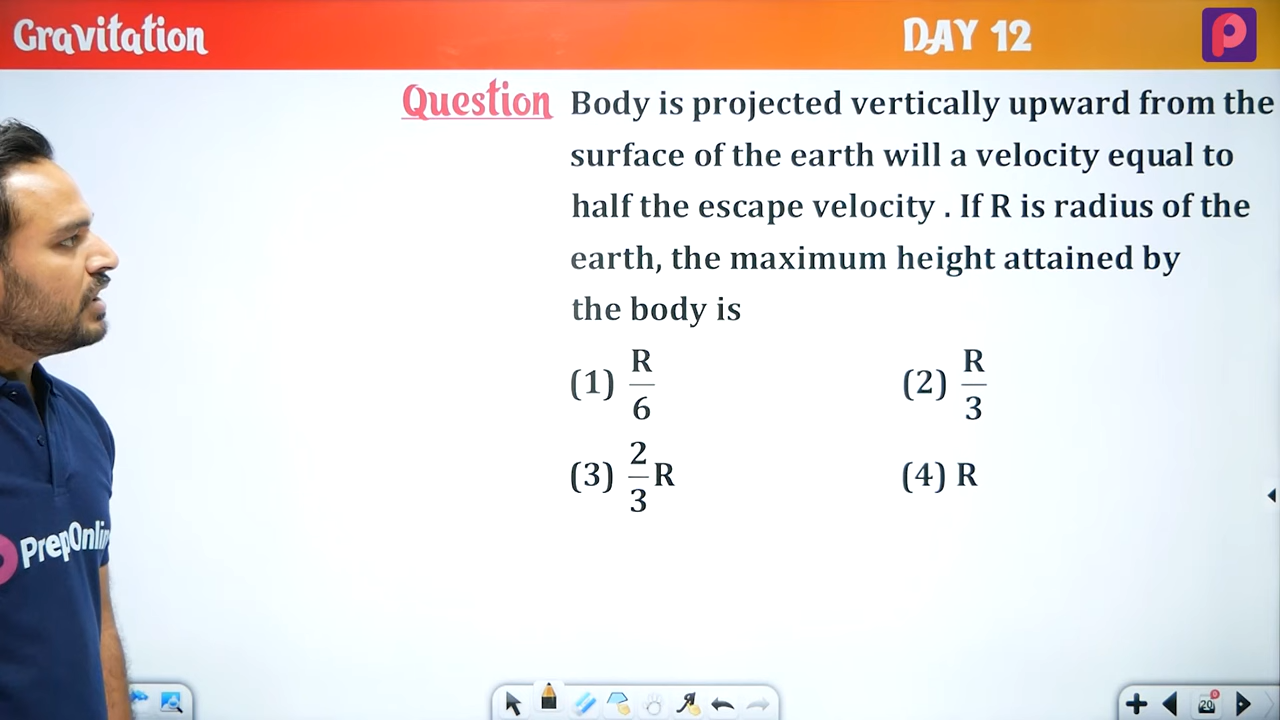 Gravitation
DAY 12
Question Body is projected vertically upward from the
surface of the earth will a velocity equal to
half the escape velocity . If R is radius of the
earth, the maximum height attained by
the body is
(1) R/6 (2) R/3
(3) 2/3 R (4) R
PrepOnlin
20